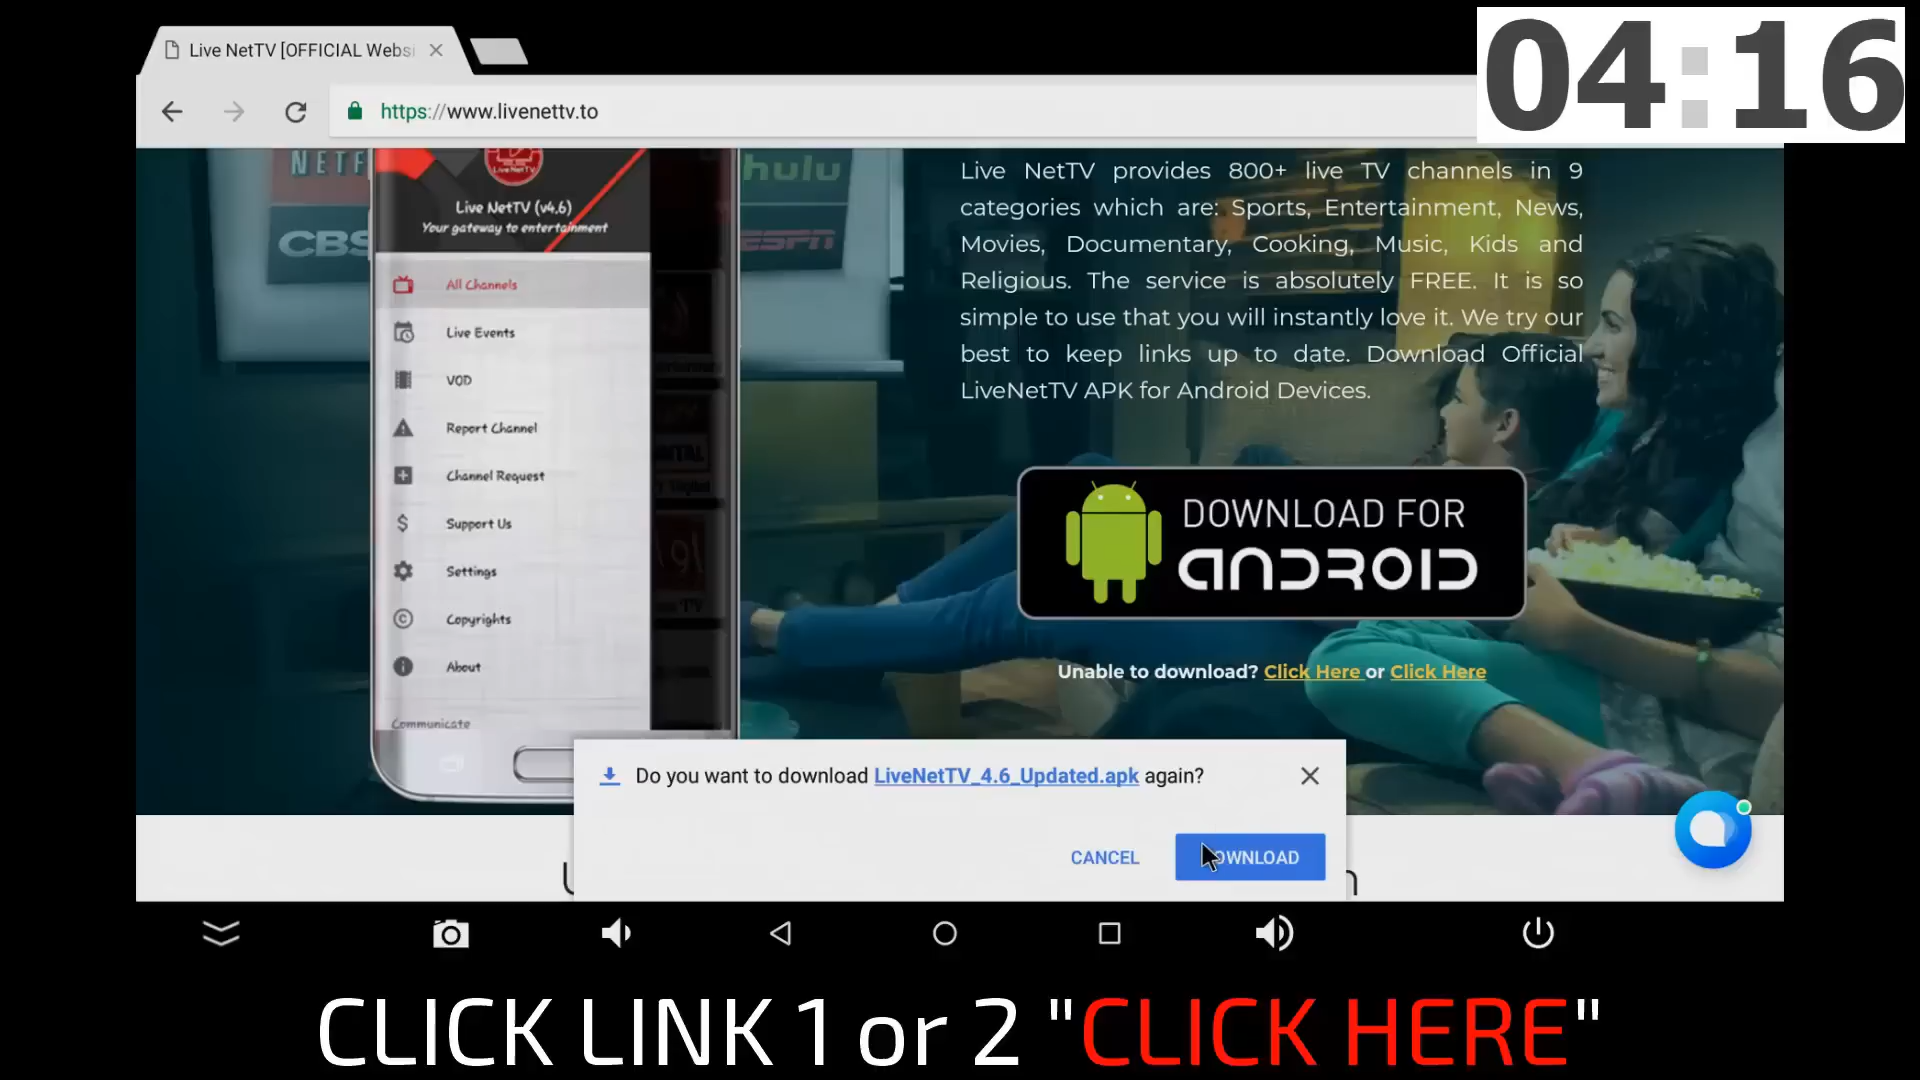 Live NetTV [OFFICIAL Websi
04:16
https://www.livenettv.to
NETF
CBS
hulu
ESPN
Live NetTV
Live NetTV (v4.6)
Your gateway to entertainment
All Channels
Live Events
VOD
Report Channel
Channel Request
Support Us
Settings
Copyrights
About
Communicate
Live NetTV provides 800+ live TV channels in 9
categories which are: Sports, Entertainment, News,
Movies, Documentary, Cooking, Music, Kids and
Religious. The service is absolutely FREE. It is so
simple to use that you will instantly love it. We try our
best to keep links up to date. Download Official
LiveNetTV APK for Android Devices.
DOWNLOAD FOR
ANDROID
Unable to download? Click Here or Click Here
Do you want to download LiveNetTV_4.6_Updated.apk again?
CANCEL
DOWNLOAD
CLICK LINK 1 or 2 "CLICK HERE"